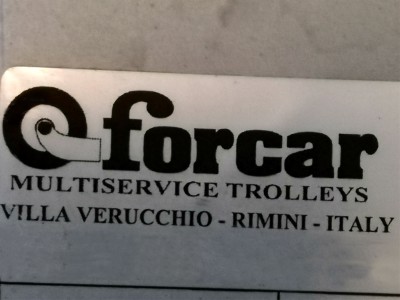 forcar
MULTISERVICE TROLLEYS
VILLA VERUCCHIO - RIMINI - ITALY